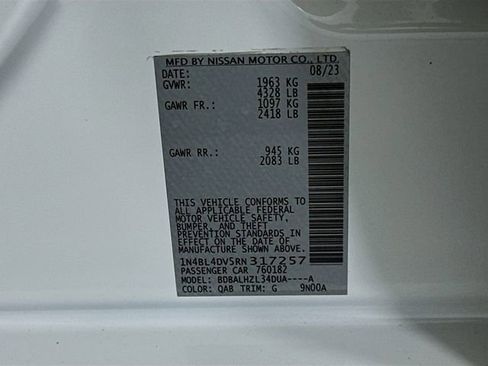 MFD BY NISSAN MOTOR CO., LTD.
DATE: 08/23
GVWR: 1963 KG
4328 LB
GAWR FR.: 1097 KG
2418 LB
GAWR RR.: 945 KG
2083 LB
THIS VEHICLE CONFORMS TO
ALL APPLICABLE FEDERAL
MOTOR VEHICLE SAFETY,
BUMPER, AND THEFT
PREVENTION STANDARDS IN
EFFECT ON THE DATE OF
MANUFACTURE SHOWN ABOVE.
1N4BL4DV5RN317257
PASSENGER CAR 760182
MODEL: BDBALHZL34DUA----A
COLOR: QAB TRIM: G 9N00A